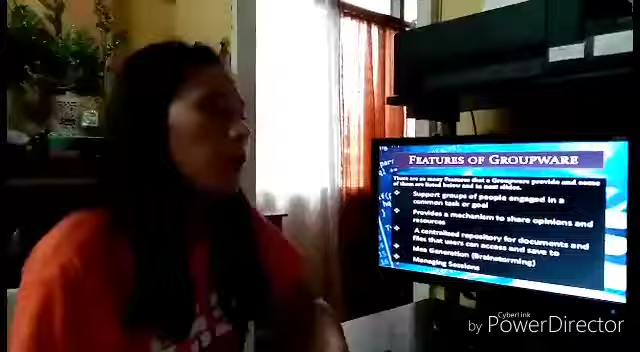 FEATURES OF GROUPWARE
There are so many Features that a Groupware provide and some
of them are listed below and in next slides.
❖ Support groups of people engaged in a
common task or goal
❖ Provides a mechanism to share opinions and
resources
❖ A centralized repository for documents and
files that users can access and save to
❖ Idea Generation (Brainstorming)
❖ Managing Sessions
CyberLink
by PowerDirector